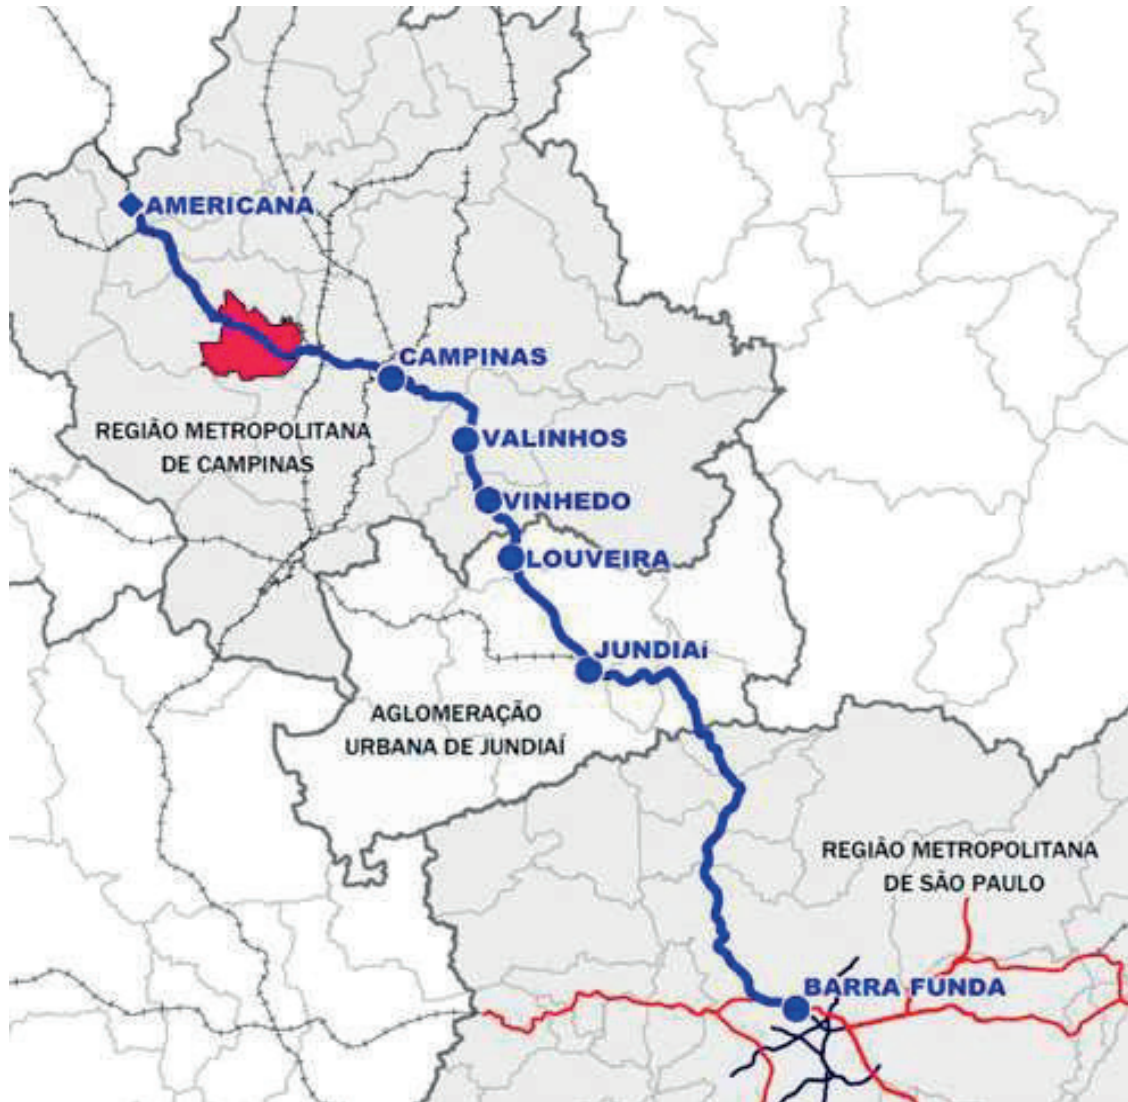 AMERICANA
CAMPINAS
REGIÃO METROPOLITANA
DE CAMPINAS
VALINHOS
VINHEDO
LOUVEIRA
JUNDIAí
AGLOMERAÇÃO
URBANA DE JUNDIAÍ
REGIÃO METROPOLITANA
DE SÃO PAULO
BARRA FUNDA